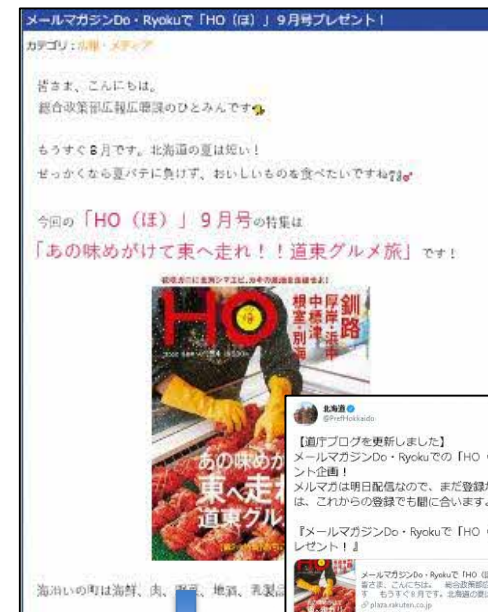 メールマガジンDo・Ryokuで「HO（ほ）」９月号プレゼント！
カテゴリ：広報・メディア
皆さま、こんにちは。
総合政策部広報広聴課のひとみんです
もうすぐ８月です。北海道の夏は短い！
せっかくなら夏バテに負けず、おいしいものを食べたいですね
今回の「HO（ほ）」９月号の特集は
「あの味めがけて東へ走れ！！道東グルメ旅」です！
HO
釧路
厚岸・浜中
中標津
根室・別海
あの味めが
東へ走
道東グル
海沿いの町は海鮮、肉、
地酒、乳製品
北海道
@PrefHokkaido
【道庁ブログを更新しました】
メールマガジンDo・Ryokuでの「HO（
ント企画！
メルマガは明日配信なので、まだ登録が
は、これからの登録でも間に合います。
『メールマガジンDo・Ryokuで「HO（
レゼント！』
メールマガジンDo・Ryokuで「HO（ほ
皆さま、こんにちは。 総合政策部広
す もうすぐ８月です。北海道の夏は
plaza.rakuten.co.jp